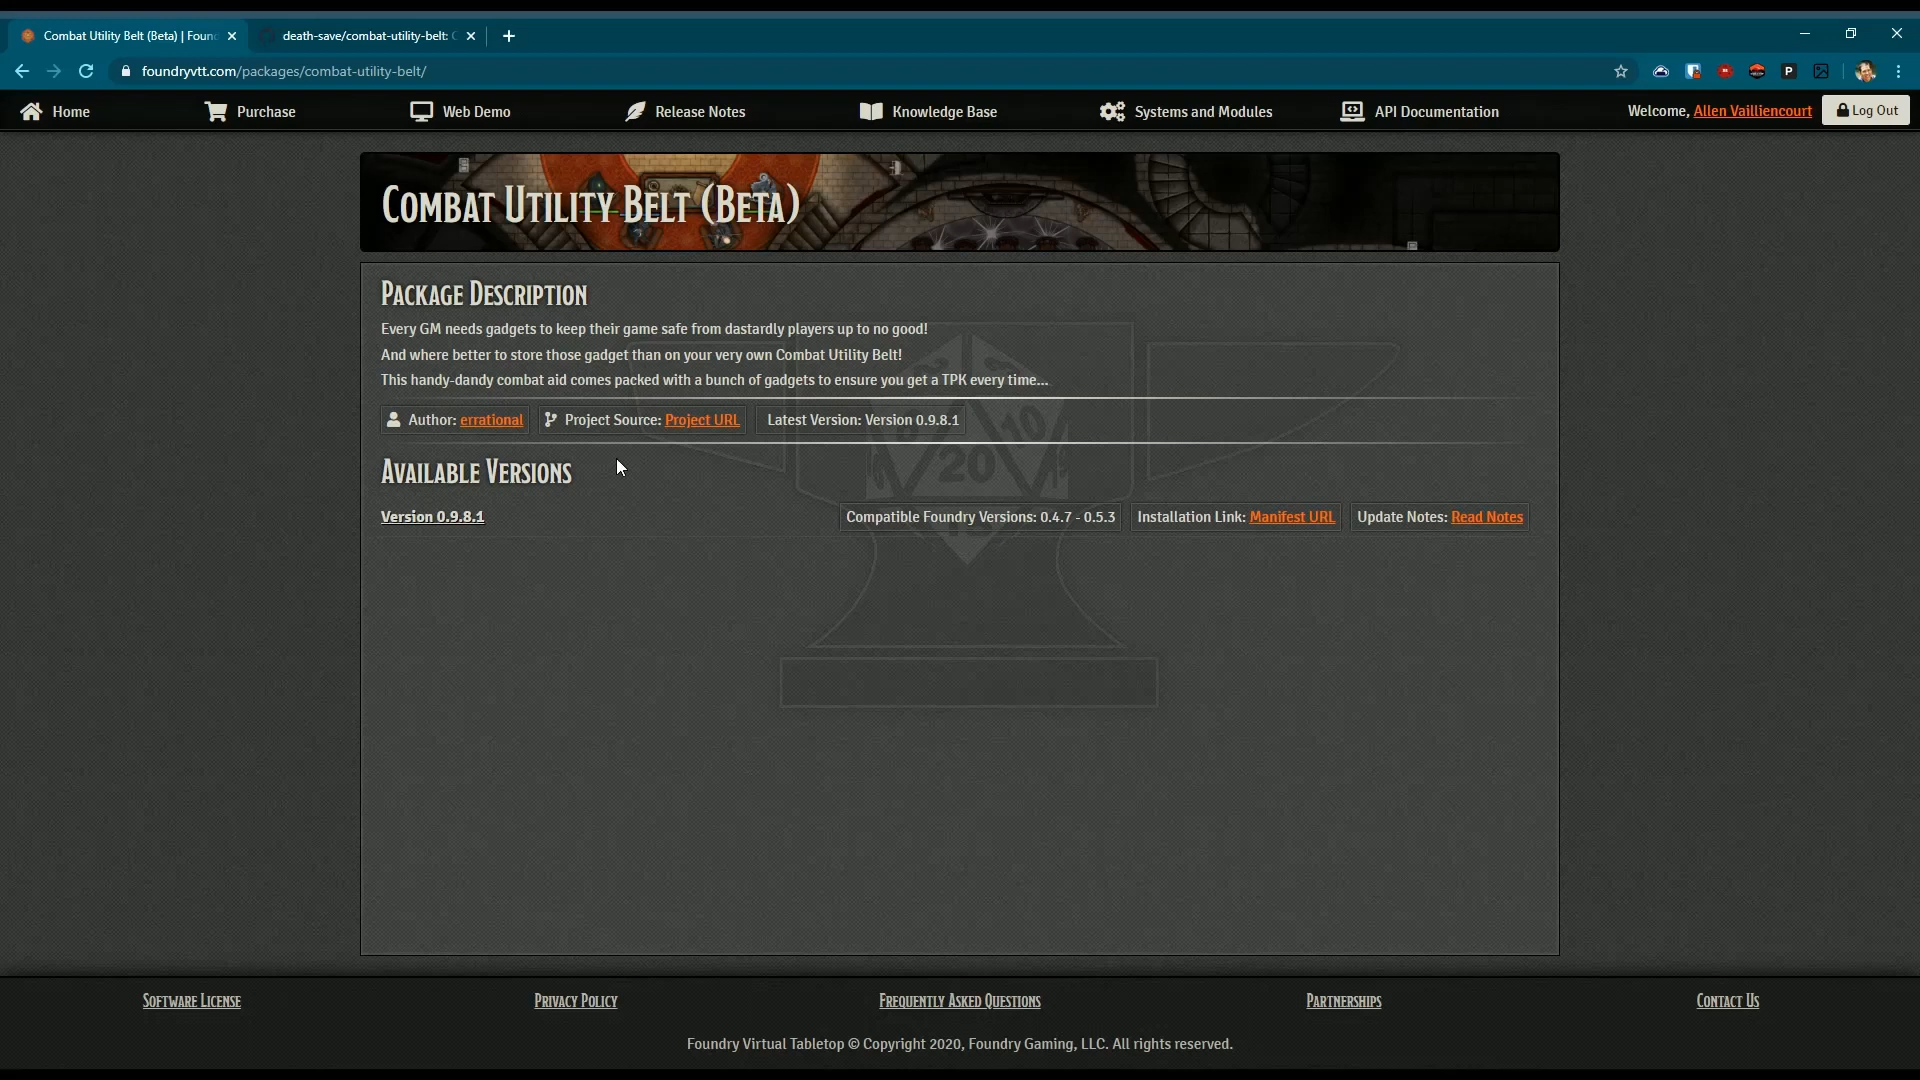 Combat Utility Belt (Beta) | Foun
death-save/combat-utility-belt:
foundryvtt.com/packages/combat-utility-belt/
P
Home
Purchase
Web Demo
Release Notes
Knowledge Base
Systems and Modules
API Documentation
Welcome, Allen Vailliencourt
Log Out
Combat Utility Belt (Beta)
Package Description
Every GM needs gadgets to keep their game safe from dastardly players up to no good!
And where better to store those gadget than on your very own Combat Utility Belt!
This handy-dandy combat aid comes packed with a bunch of gadgets to ensure you get a TPK every time...
Author: errational
Project Source: Project URL
Latest Version: Version 0.9.8.1
Available Versions
Version 0.9.8.1
Compatible Foundry Versions: 0.4.7 - 0.5.3
Installation Link: Manifest URL
Update Notes: Read Notes
20
10
Software License
Privacy Policy
Frequently Asked Questions
Partnerships
Contact Us
Foundry Virtual Tabletop © Copyright 2020, Foundry Gaming, LLC. All rights reserved.